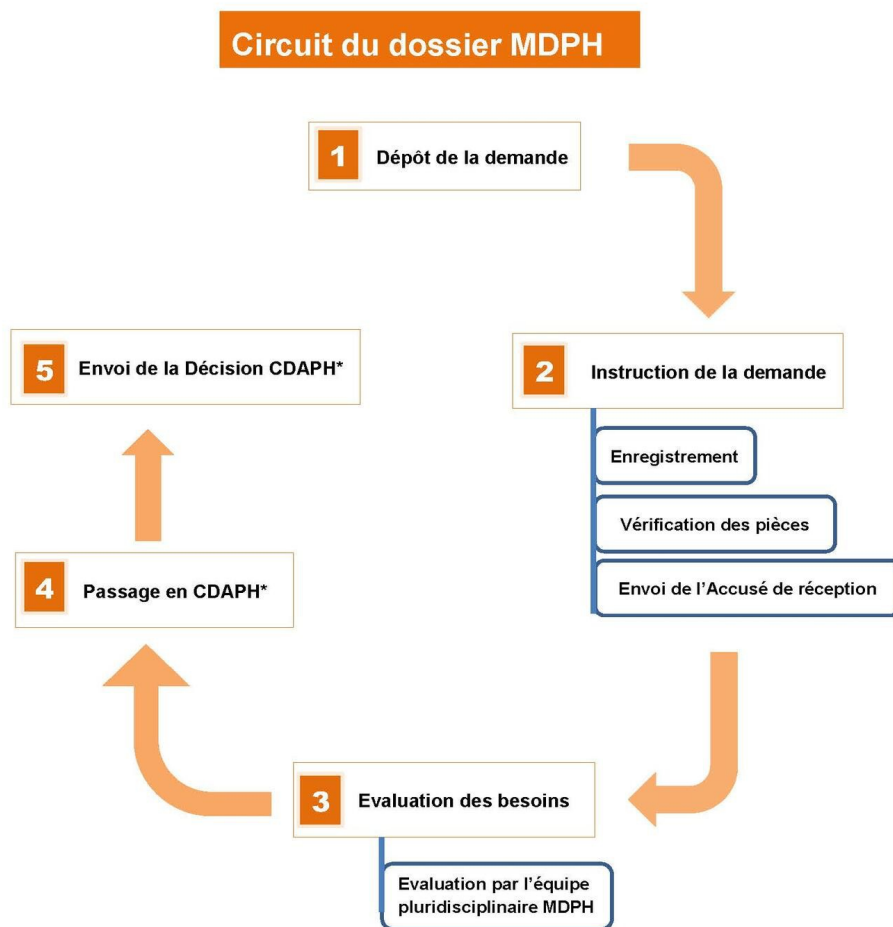 Circuit du dossier MDPH
1 Dépôt de la demande
2 Instruction de la demande
Enregistrement
Vérification des pièces
Envoi de l'Accusé de réception
3 Evaluation des besoins
Evaluation par l'équipe
pluridisciplinaire MDPH
4 Passage en CDAPH*
5 Envoi de la Décision CDAPH*